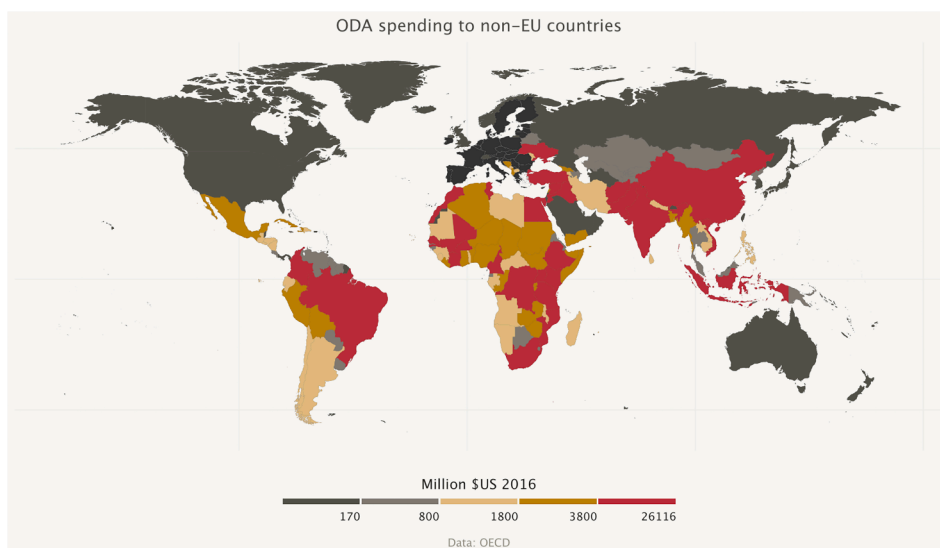 ODA spending to non-EU countries
Million $US 2016
170 800 1800 3800 26116
Data: OECD